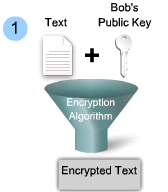 1
Text
Bob's
Public Key
+
Encryption
Algorithm
Encrypted Text